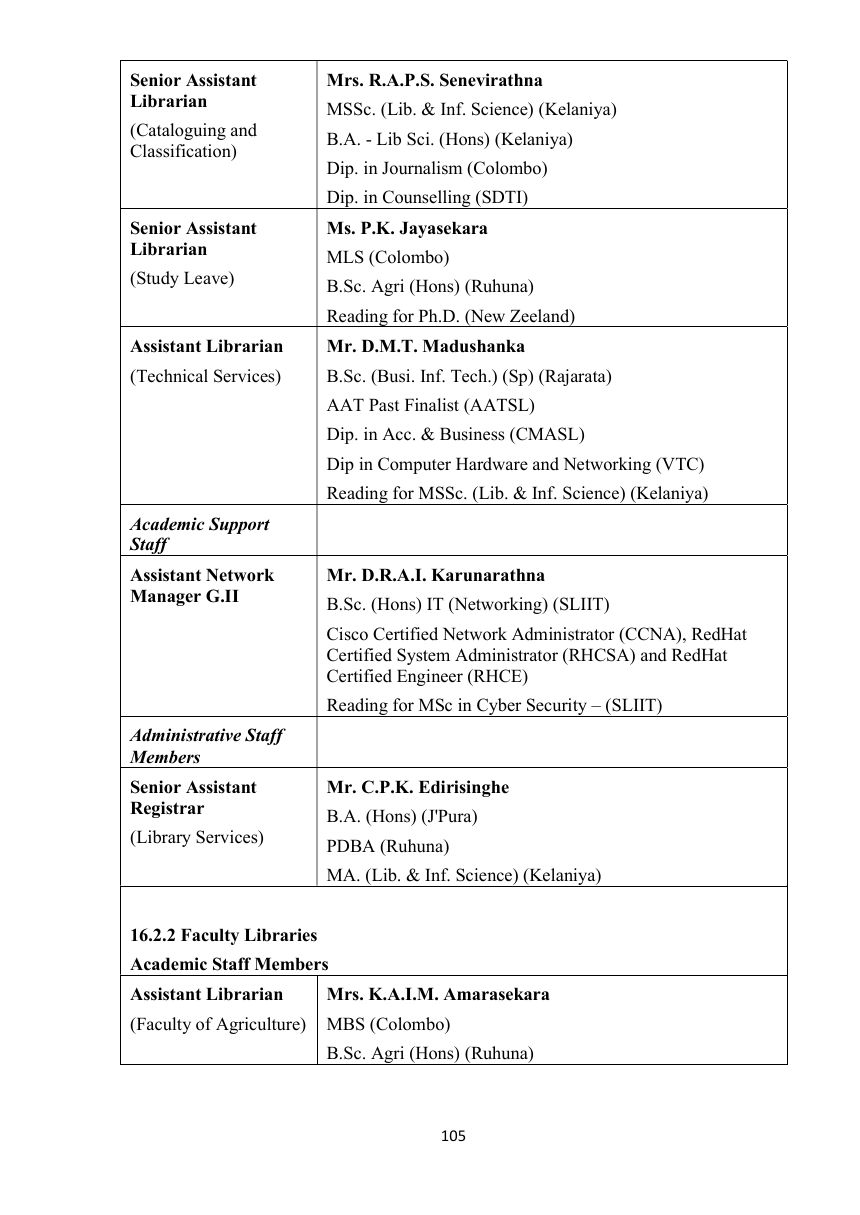 Senior Assistant
Librarian
(Cataloguing and
Classification)
Mrs. R.A.P.S. Senevirathna
MSSc. (Lib. & Inf. Science) (Kelaniya)
B.A. - Lib Sci. (Hons) (Kelaniya)
Dip. in Journalism (Colombo)
Dip. in Counselling (SDTI)
Senior Assistant
Librarian
(Study Leave)
Ms. P.K. Jayasekara
MLS (Colombo)
B.Sc. Agri (Hons) (Ruhuna)
Reading for Ph.D. (New Zeeland)
Assistant Librarian
(Technical Services)
Mr. D.M.T. Madushanka
B.Sc. (Busi. Inf. Tech.) (Sp) (Rajarata)
AAT Past Finalist (AATSL)
Dip. in Acc. & Business (CMASL)
Dip in Computer Hardware and Networking (VTC)
Reading for MSSc. (Lib. & Inf. Science) (Kelaniya)
Academic Support
Staff
Assistant Network
Manager G.II
Mr. D.R.A.I. Karunarathna
B.Sc. (Hons) IT (Networking) (SLIIT)
Cisco Certified Network Administrator (CCNA), RedHat
Certified System Administrator (RHCSA) and RedHat
Certified Engineer (RHCE)
Reading for MSc in Cyber Security – (SLIIT)
Administrative Staff
Members
Senior Assistant
Registrar
(Library Services)
Mr. C.P.K. Edirisinghe
B.A. (Hons) (J'Pura)
PDBA (Ruhuna)
MA. (Lib. & Inf. Science) (Kelaniya)
16.2.2 Faculty Libraries
Academic Staff Members
Assistant Librarian
(Faculty of Agriculture)
Mrs. K.A.I.M. Amarasekara
MBS (Colombo)
B.Sc. Agri (Hons) (Ruhuna)
105